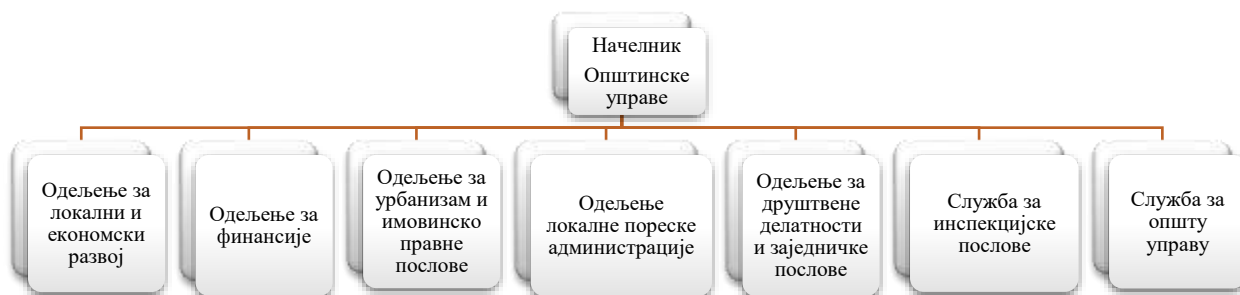 Начелник
Општинске
управе
Одељење за
локални и
економски
развој
Одељење за
финансије
Одељење за
урбанизам и
имовинско
правне
послове
Одељење
локалне пореске
администрације
Одељење за
друштвене
делатности
и заједничке
послове
Служба за
инспекцијске
послове
Служба за
општу
управу